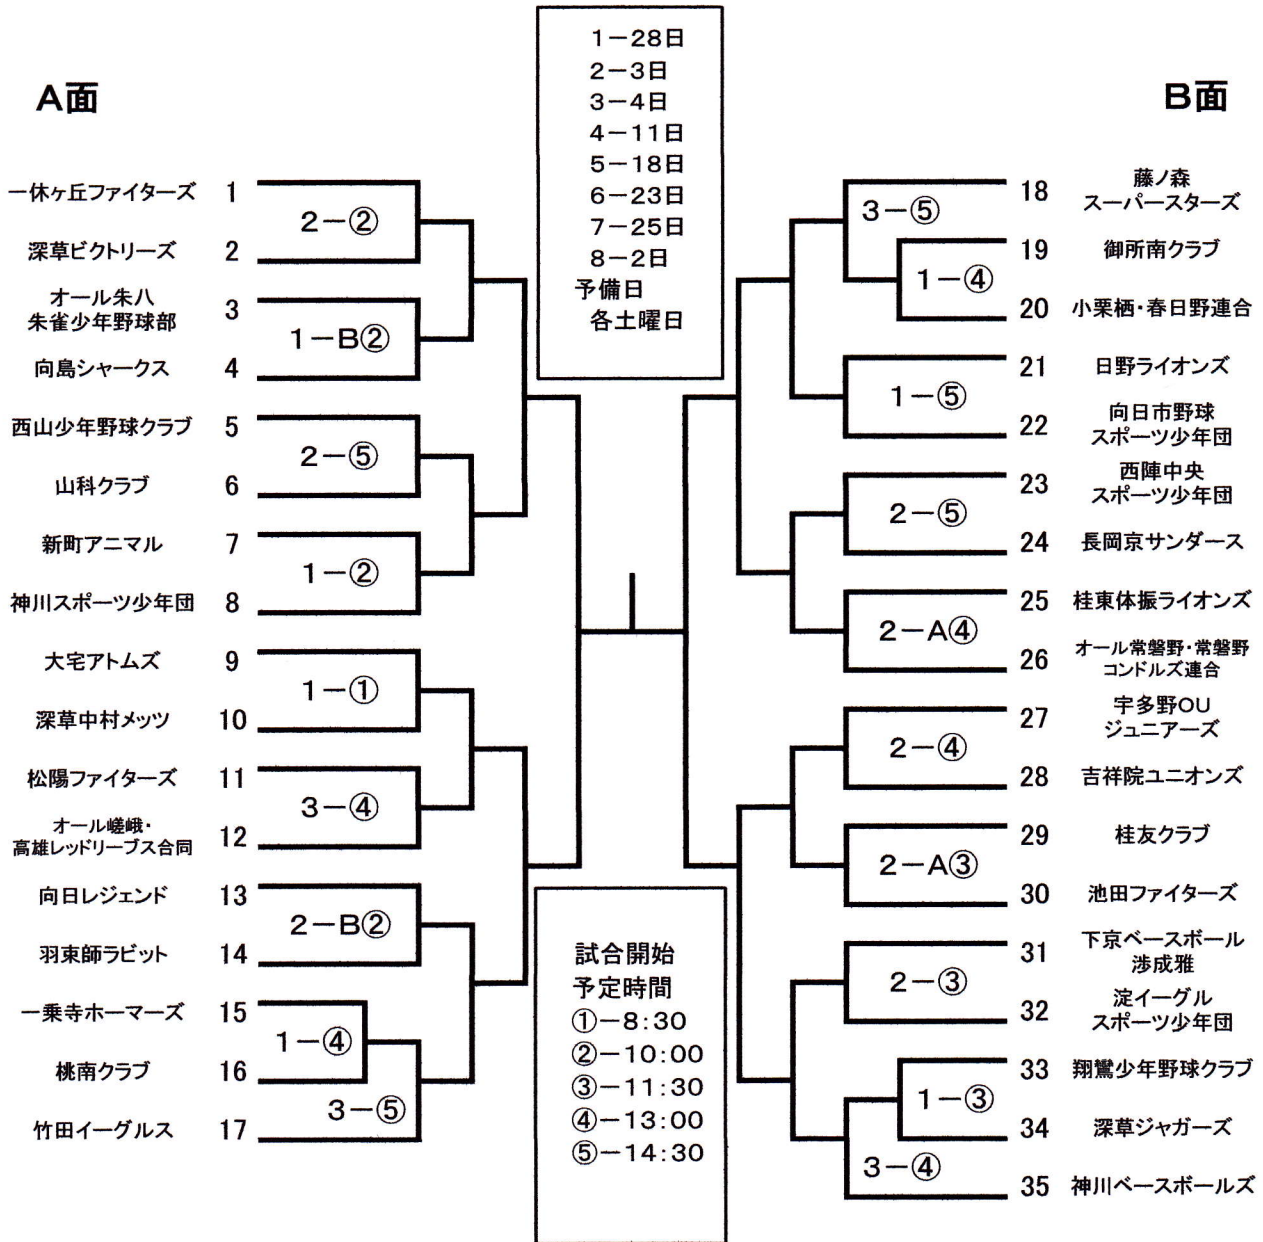 A面
一休ヶ丘ファイターズ 1
2-②
深草ビクトリーズ 2
オール朱八
朱雀少年野球部 3
1-B②
向島シャークス 4
西山少年野球クラブ 5
2-⑤
山科クラブ 6
新町アニマル 7
1-②
神川スポーツ少年団 8
大宅アトムズ 9
1-①
深草中村メッツ 10
松陽ファイターズ 11
3-④
オール嵯峨・
高雄レッドリーブス合同 12
向日レジェンド 13
2-B②
羽束師ラビット 14
一乗寺ホーマーズ 15
1-④
桃南クラブ 16
3-⑤
竹田イーグルス 17
1-28日
2-3日
3-4日
4-11日
5-18日
6-23日
7-25日
8-2日
予備日
各土曜日
試合開始
予定時間
①-8:30
②-10:00
③-11:30
④-13:00
⑤-14:30
B面
18 藤ノ森
スーパースターズ
3-⑤
19 御所南クラブ
1-④
20 小栗栖・春日野連合
21 日野ライオンズ
1-⑤
22 向日市野球
スポーツ少年団
23 西陣中央
スポーツ少年団
2-⑤
24 長岡京サンダース
25 桂東体振ライオンズ
2-A④
26 オール常磐野・常磐野
コンドルズ連合
27 宇多野OU
ジュニアーズ
2-④
28 吉祥院ユニオンズ
29 桂友クラブ
2-A③
30 池田ファイターズ
31 下京ベースボール
渉成雅
2-③
32 淀イーグル
スポーツ少年団
33 翔鸞少年野球クラブ
1-③
34 深草ジャガーズ
3-④
35 神川ベースボールズ